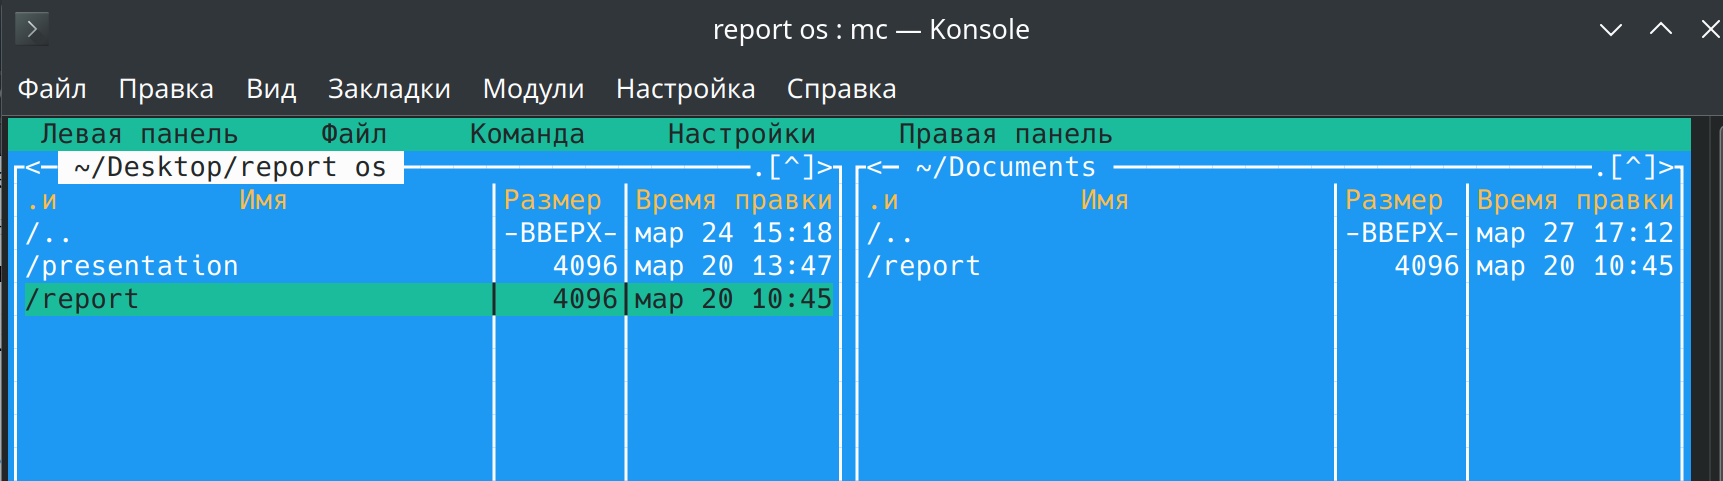 report os : mc — Konsole
Файл Правка Вид Закладки Модули Настройка Справка
Левая панель Файл Команда Настройки Правая панель
<─ ~/Desktop/report os ─.[^]> <─ ~/Documents ─.[^]>
.и Имя Размер Время правки .и Имя Размер Время правки
/.. -ВВЕРХ- мар 24 15:18 /.. -ВВЕРХ- мар 27 17:12
/presentation 4096 мар 20 13:47 /report 4096 мар 20 10:45
/report 4096 мар 20 10:45